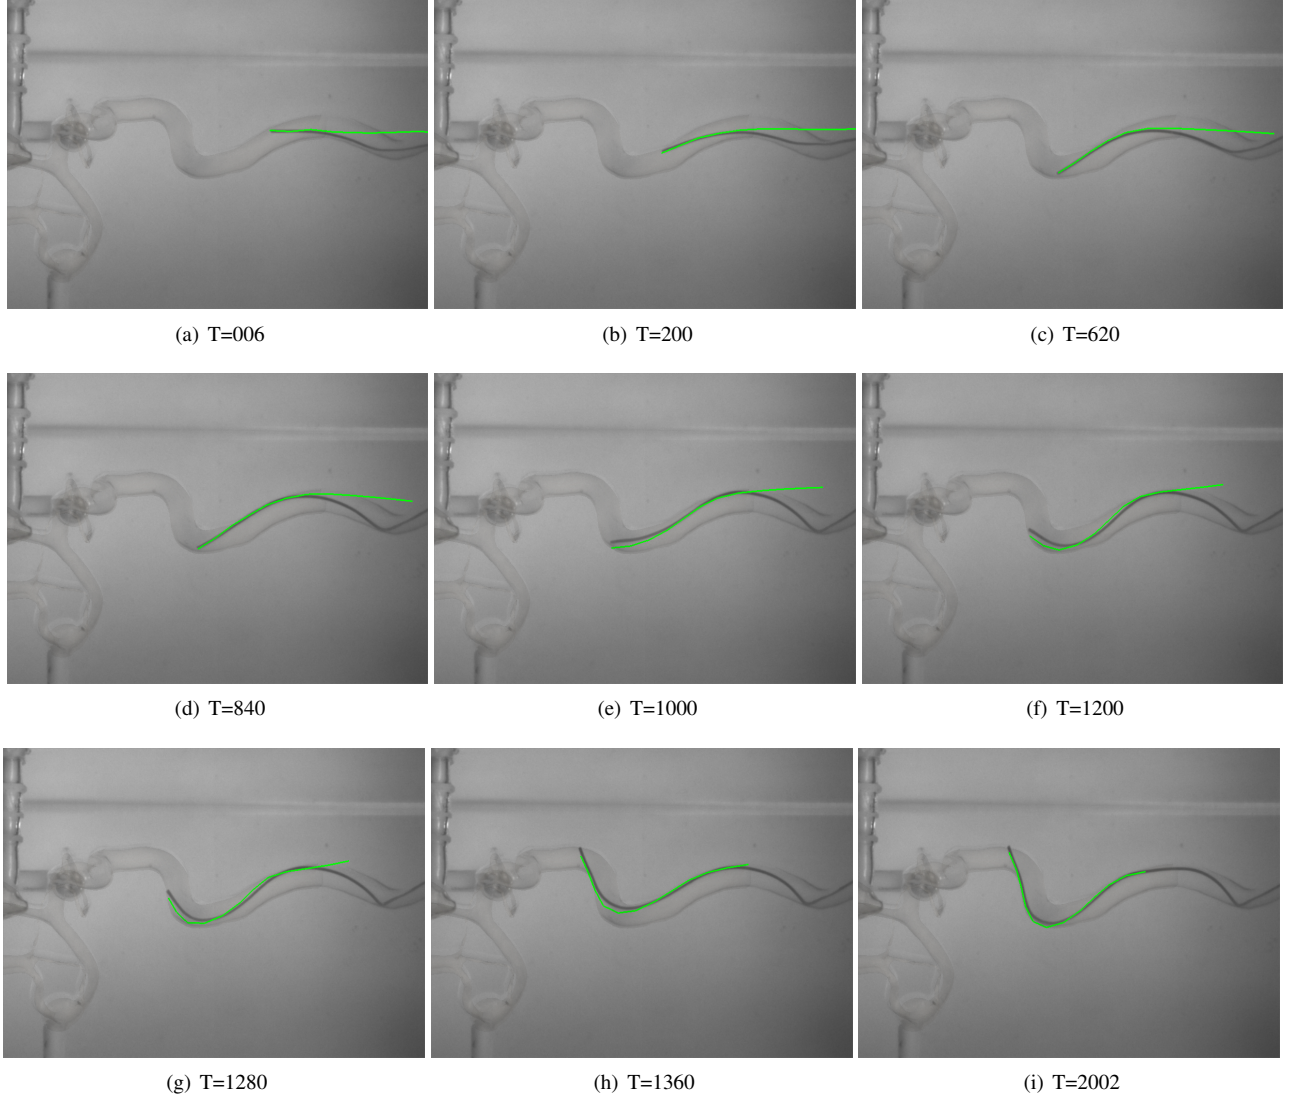 (a) T=006
(b) T=200
(c) T=620
(d) T=840
(e) T=1000
(f) T=1200
(g) T=1280
(h) T=1360
(i) T=2002